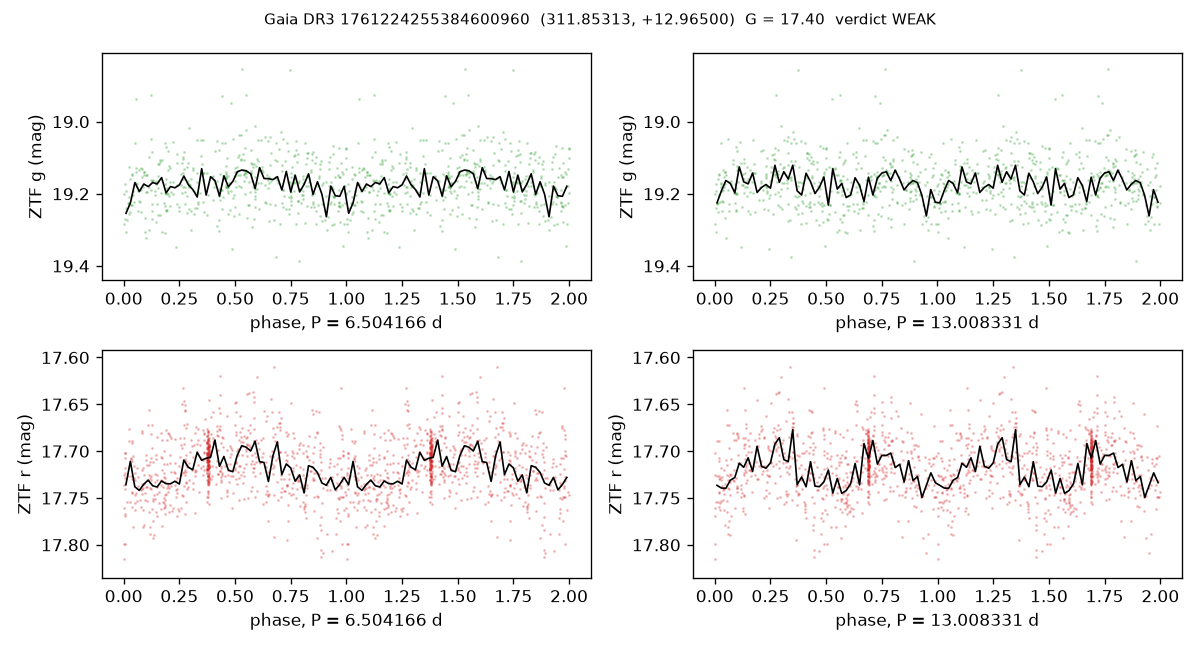 Gaia DR3 1761224255384600960 (311.85313, +12.96500) G = 17.40 verdict WEAK
ZTF g (mag)
19.0
19.2
19.4
0.00 0.25 0.50 0.75 1.00 1.25 1.50 1.75 2.00
phase, P = 6.504166 d
ZTF g (mag)
19.0
19.2
19.4
0.00 0.25 0.50 0.75 1.00 1.25 1.50 1.75 2.00
phase, P = 13.008331 d
ZTF r (mag)
17.60
17.65
17.70
17.75
17.80
0.00 0.25 0.50 0.75 1.00 1.25 1.50 1.75 2.00
phase, P = 6.504166 d
ZTF r (mag)
17.60
17.65
17.70
17.75
17.80
0.00 0.25 0.50 0.75 1.00 1.25 1.50 1.75 2.00
phase, P = 13.008331 d